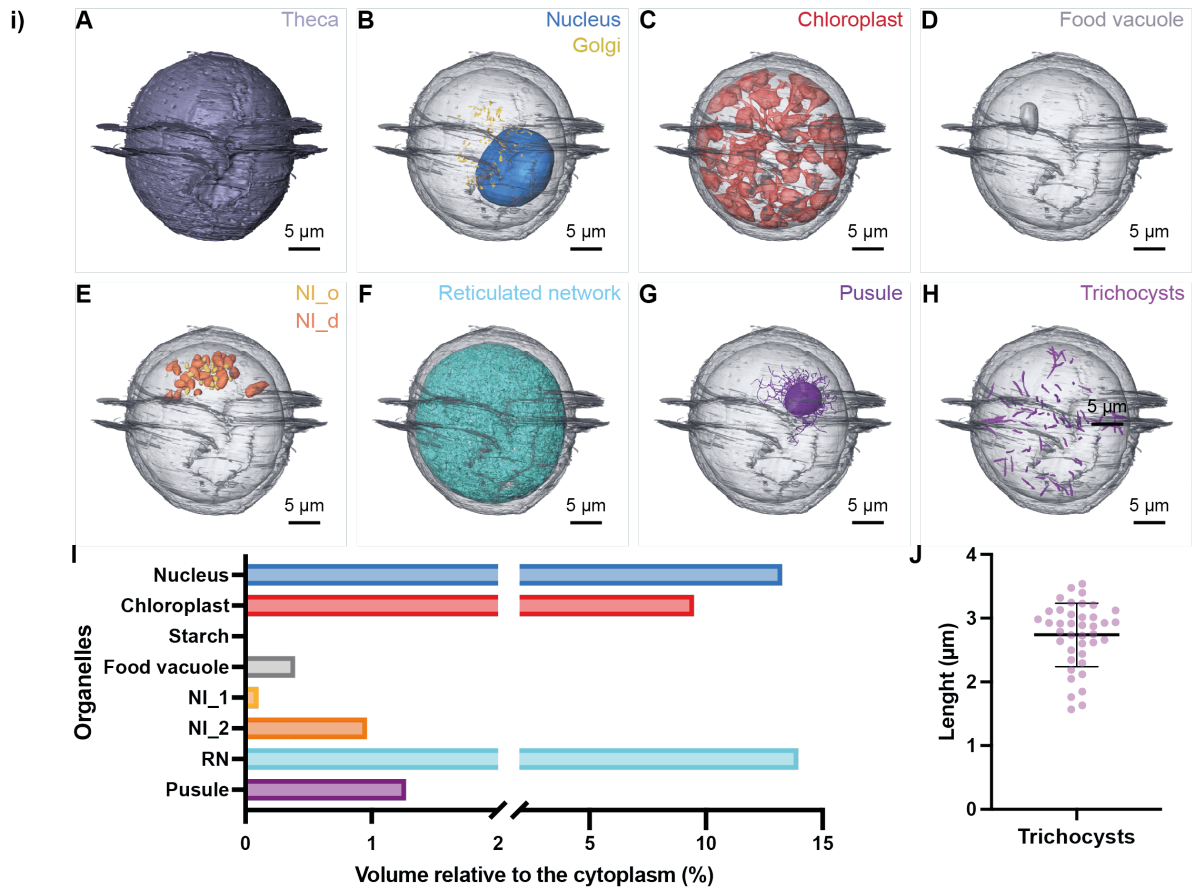 i)
A Theca
B Nucleus
Golgi
C Chloroplast
D Food vacuole
5 µm
5 µm
5 µm
5 µm
E NI_o
NI_d
F Reticulated network
G Pusule
H Trichocysts
5 µm
5 µm
5 µm
5 µm
5 µm
I
Organelles
Nucleus
Chloroplast
Starch
Food vacuole
NI_1
NI_2
RN
Pusule
0 1 2 5 10 15
Volume relative to the cytoplasm (%)
J
Lenght (µm)
4
3
2
1
0
Trichocysts